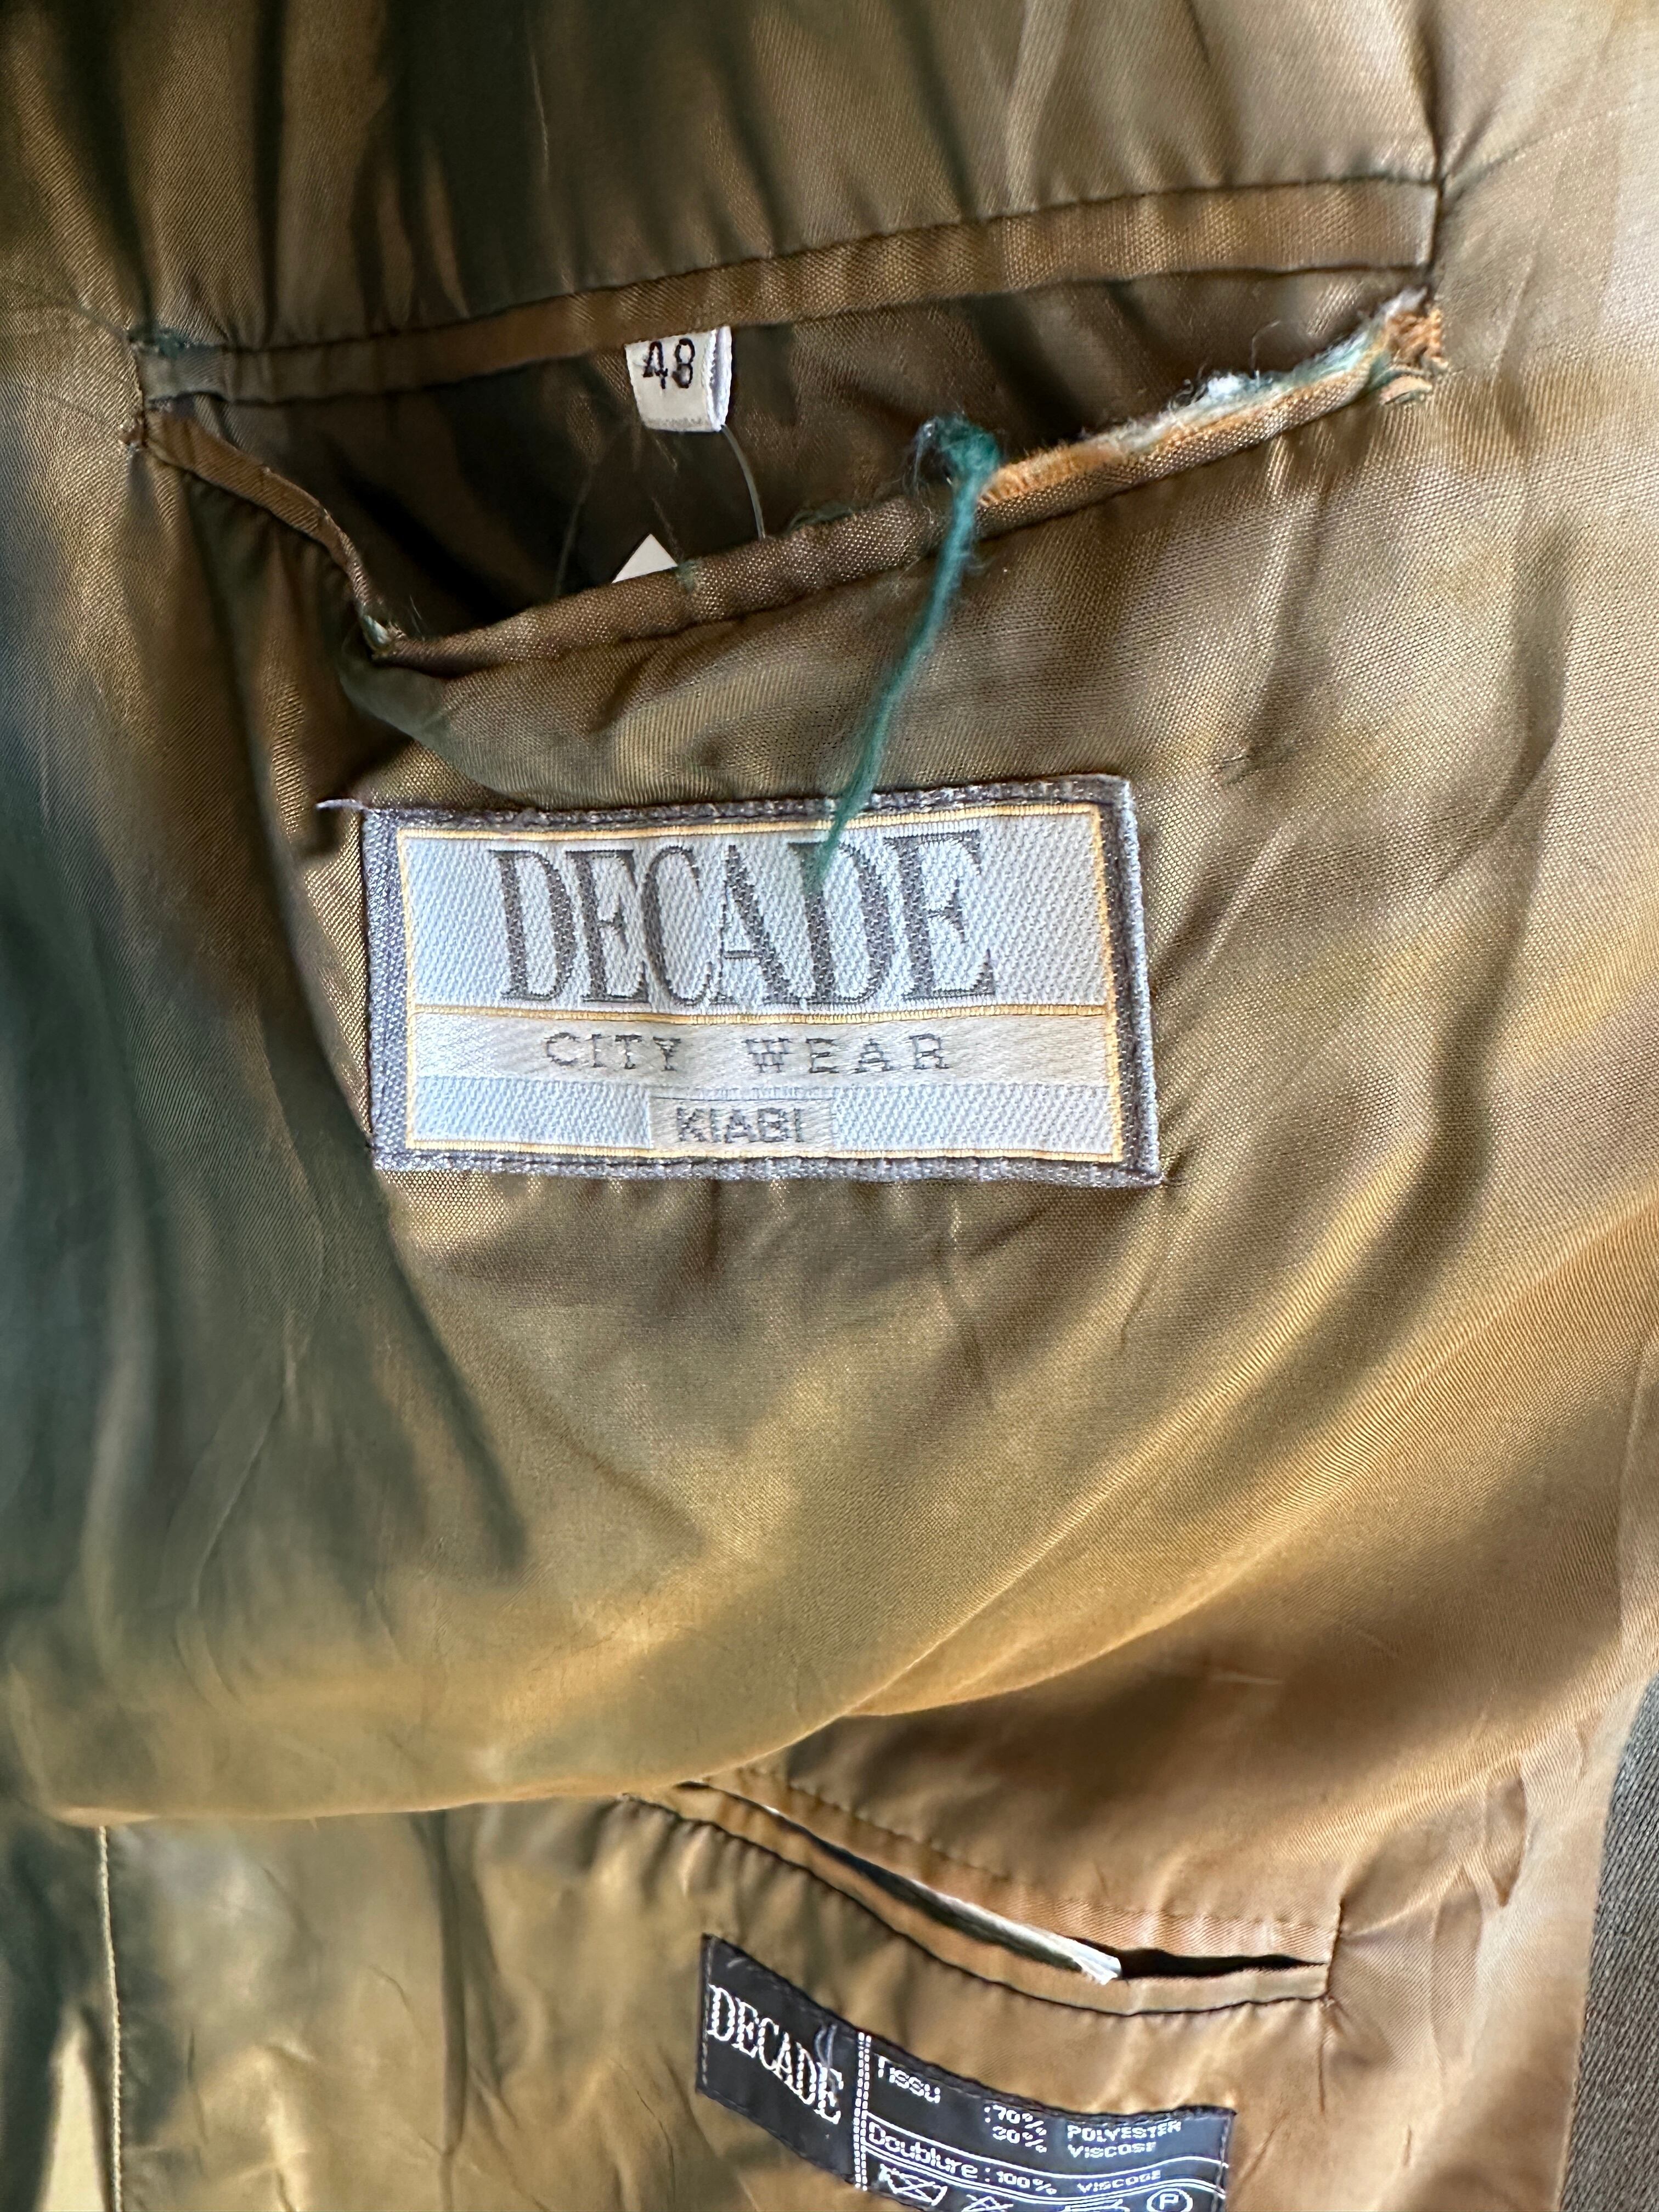 48
DECADE
CITY WEAR
KIABI
DECADE
Tissu
:70% POLYESTER
30% VISCOSE
Doublure : 100% VISCOSE
P